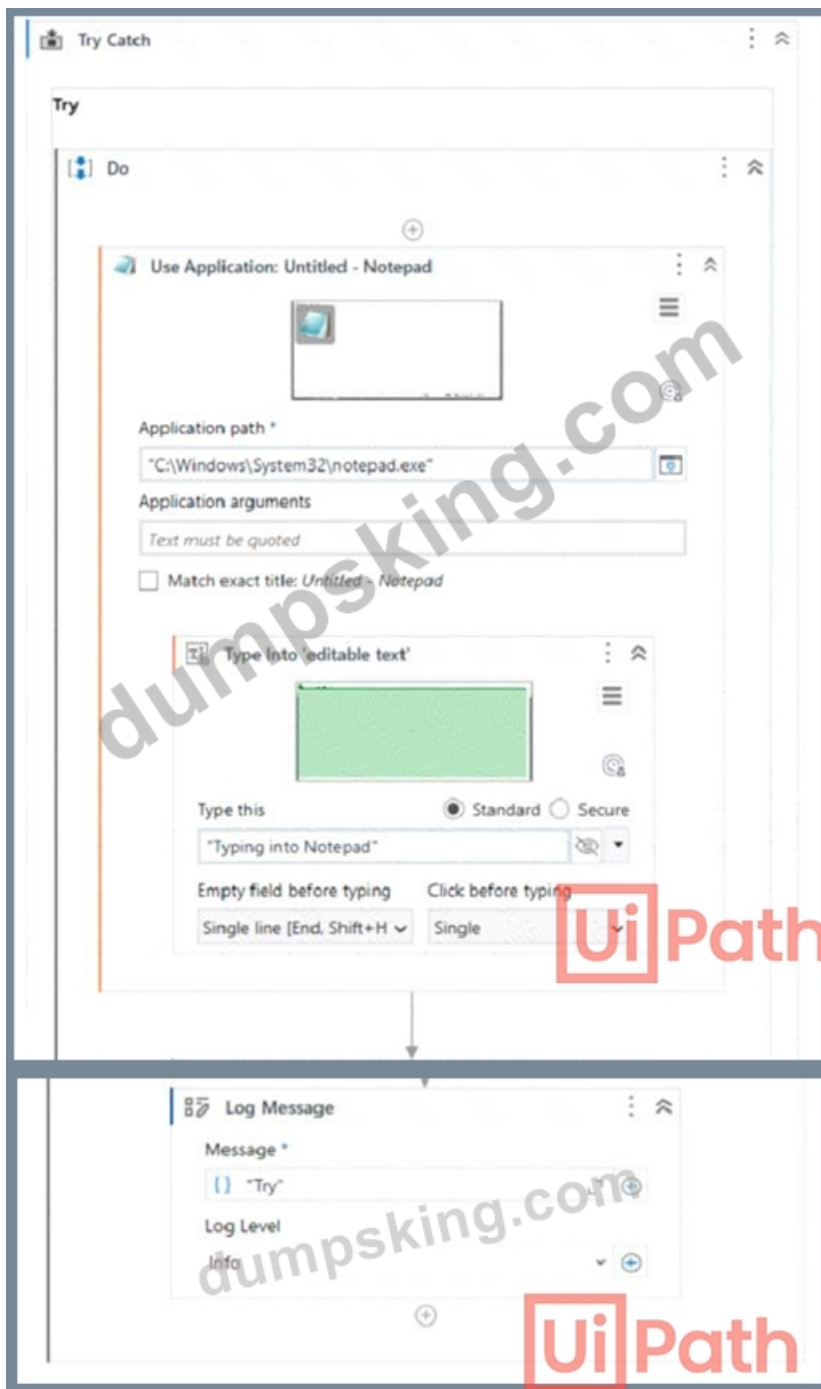 Try Catch
Try
Do
Use Application: Untitled - Notepad
Application path *
"C:\Windows\System32\notepad.exe"
Application arguments
Text must be quoted
Match exact title: Untitled - Notepad
Type Into 'editable text'
Type this
Standard
Secure
"Typing into Notepad"
Empty field before typing
Click before typing
Single line [End, Shift+H
Single
UiPath
dumpsking.com
Log Message
Message *
"Try"
Log Level
Info
dumpsking.com
UiPath